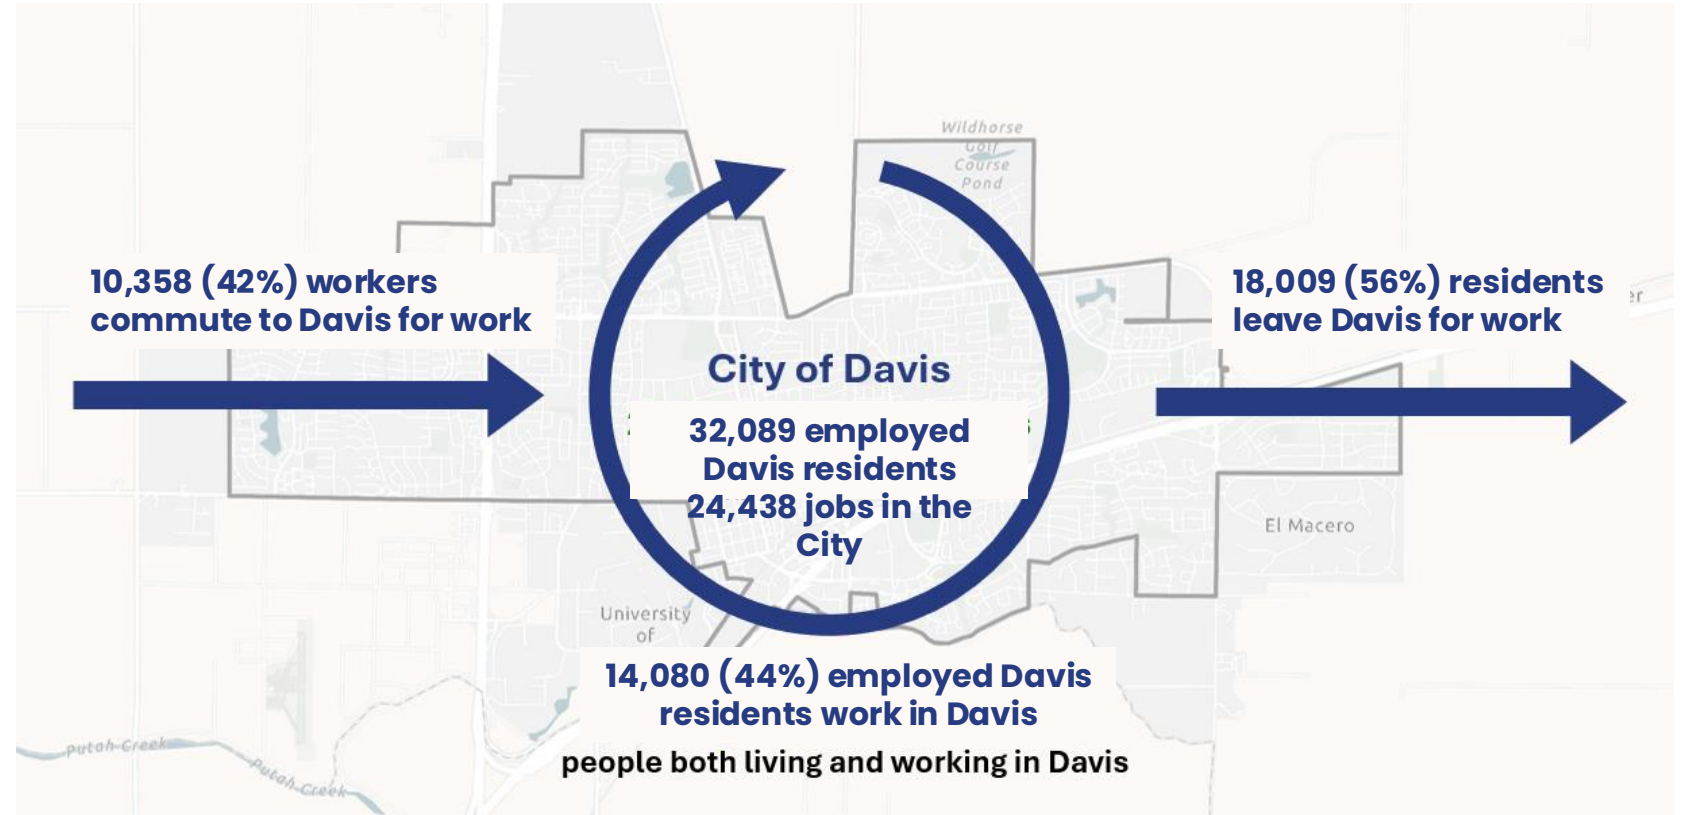 Wildhorse
Golf
Course
Pond
10,358 (42%) workers
commute to Davis for work
18,009 (56%) residents
leave Davis for work
er
City of Davis
32,089 employed
Davis residents
24,438 jobs in the
City
El Macero
University
of
14,080 (44%) employed Davis
residents work in Davis
people both living and working in Davis
Putah Creek
Putah Creek